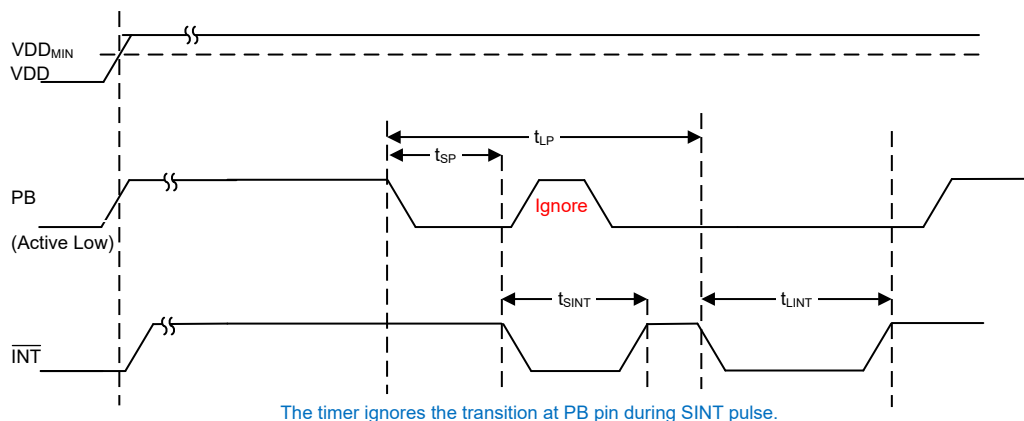 VDDMIN
VDD
tLP
tSP
PB
Ignore
(Active Low)
tSINT
tLINT
INT
The timer ignores the transition at PB pin during SINT pulse.